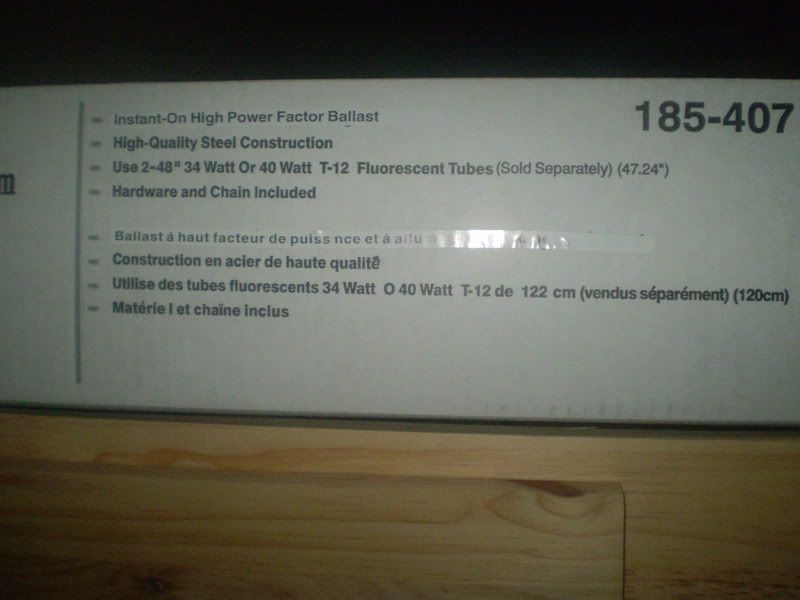 185-407
Instant-On High Power Factor Ballast
High-Quality Steel Construction
Use 2-48" 34 Watt Or 40 Watt T-12 Fluorescent Tubes (Sold Separately) (47.24")
Hardware and Chain Included
m
Ballast á haut facteur de puiss nce et à
Construction en acier de haute qualité
Utilise des tubes fluorescents 34 Watt O 40 Watt T-12 de 122 cm (vendus séparément) (120cm)
Matérie l et chaîne inclus